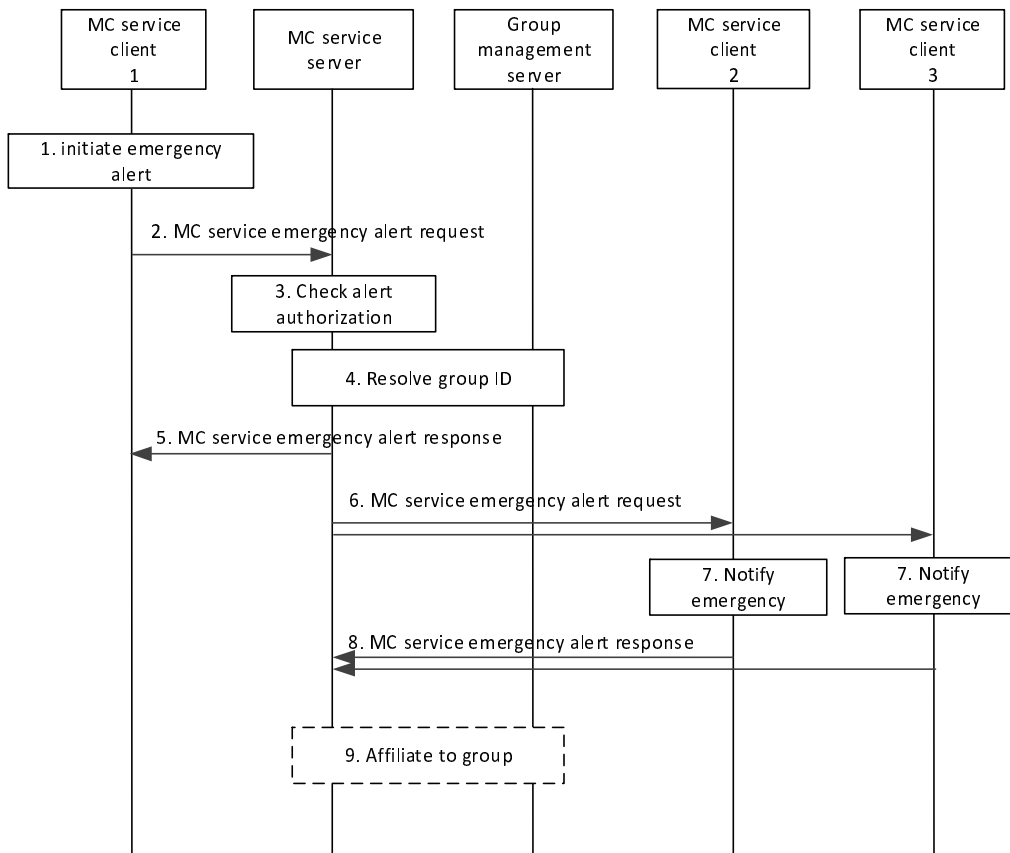 MC service
client
1
MC service
server
Group
management
server
MC service
client
2
MC service
client
3
1. initiate emergency
alert
2. MC service emergency alert request
3. Check alert
authorization
4. Resolve group ID
5. MC service emergency alert response
6. MC service emergency alert request
7. Notify
emergency
7. Notify
emergency
8. MC service emergency alert response
9. Affiliate to group